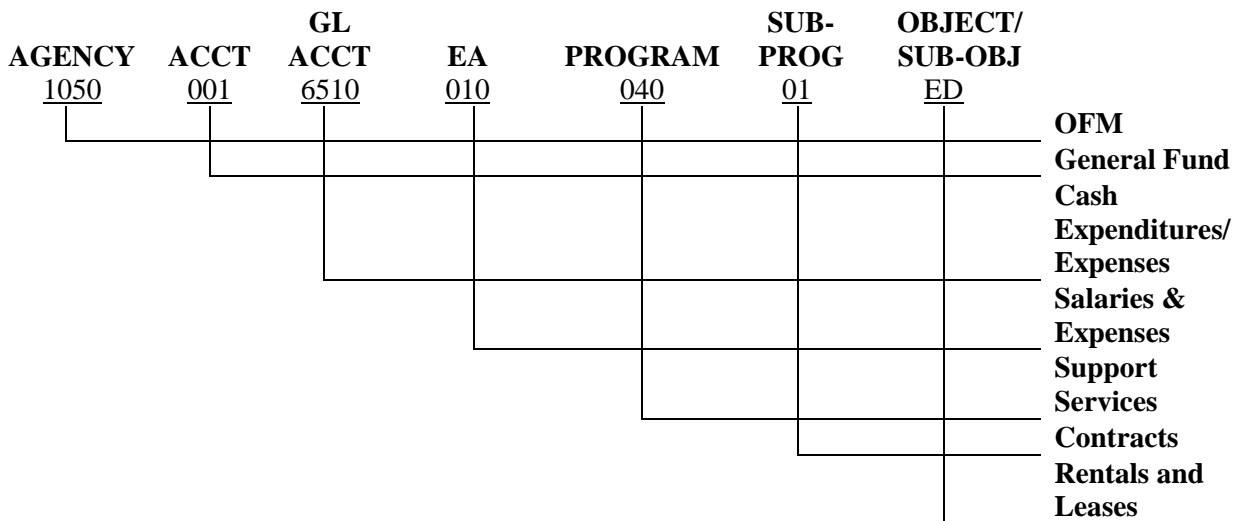 GL SUB- OBJECT/
AGENCY ACCT ACCT EA PROGRAM PROG SUB-OBJ
1050 001 6510 010 040 01 ED
OFM
General Fund
Cash
Expenditures/
Expenses
Salaries &
Expenses
Support
Services
Contracts
Rentals and
Leases